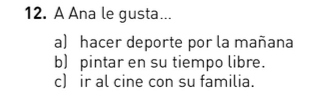 12. A Ana le gusta...
a) hacer deporte por la mañana
b) pintar en su tiempo libre.
c) ir al cine con su familia.